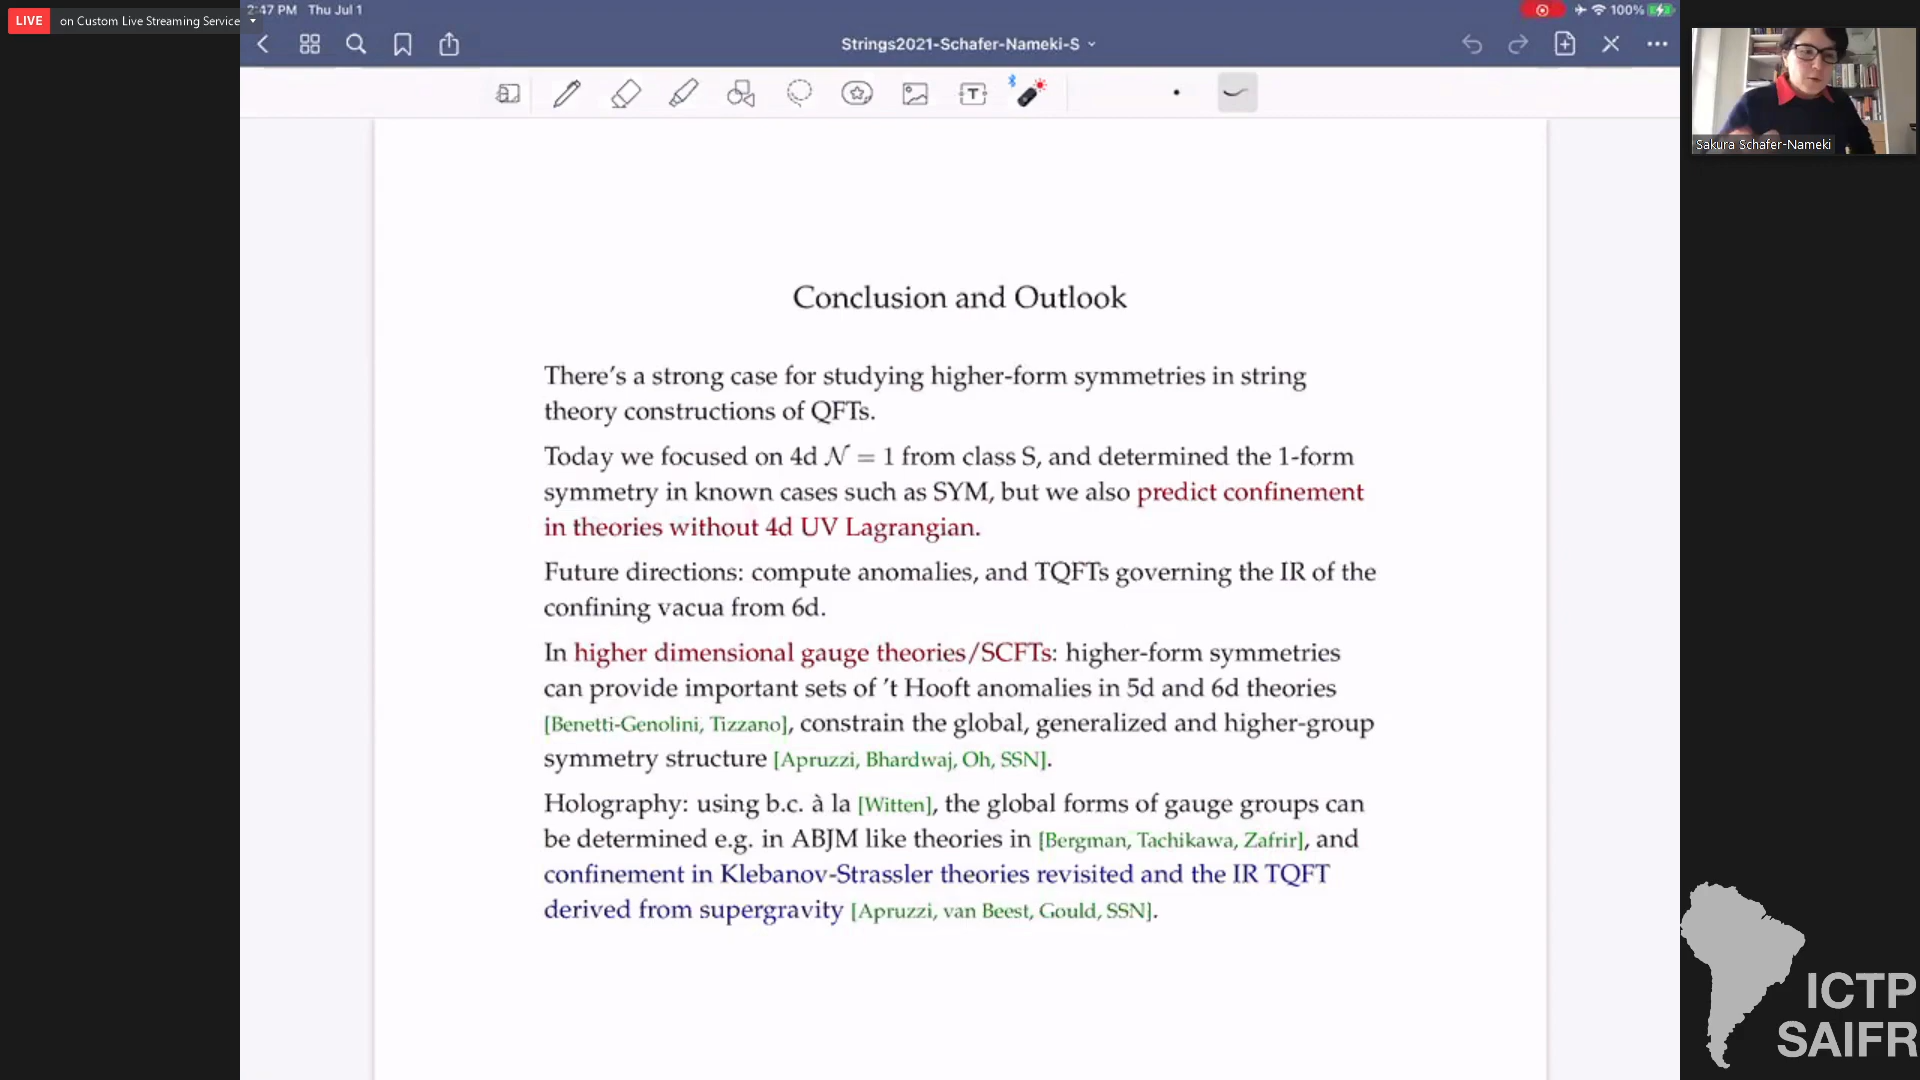 LIVE on Custom Live Streaming Service
2:47 PM Thu Jul 1
100%
Strings2021-Schafer-Nameki-S
T
Sakura Schafer-Nameki
Conclusion and Outlook
There's a strong case for studying higher-form symmetries in string
theory constructions of QFTs.
Today we focused on 4d 𝒩 = 1 from class S, and determined the 1-form
symmetry in known cases such as SYM, but we also predict confinement
in theories without 4d UV Lagrangian.
Future directions: compute anomalies, and TQFTs governing the IR of the
confining vacua from 6d.
In higher dimensional gauge theories/SCFTs: higher-form symmetries
can provide important sets of 't Hooft anomalies in 5d and 6d theories
[Benetti-Genolini, Tizzano], constrain the global, generalized and higher-group
symmetry structure [Apruzzi, Bhardwaj, Oh, SSN].
Holography: using b.c. à la [Witten], the global forms of gauge groups can
be determined e.g. in ABJM like theories in [Bergman, Tachikawa, Zafrir], and
confinement in Klebanov-Strassler theories revisited and the IR TQFT
derived from supergravity [Apruzzi, van Beest, Gould, SSN].
ICTP
SAIFR